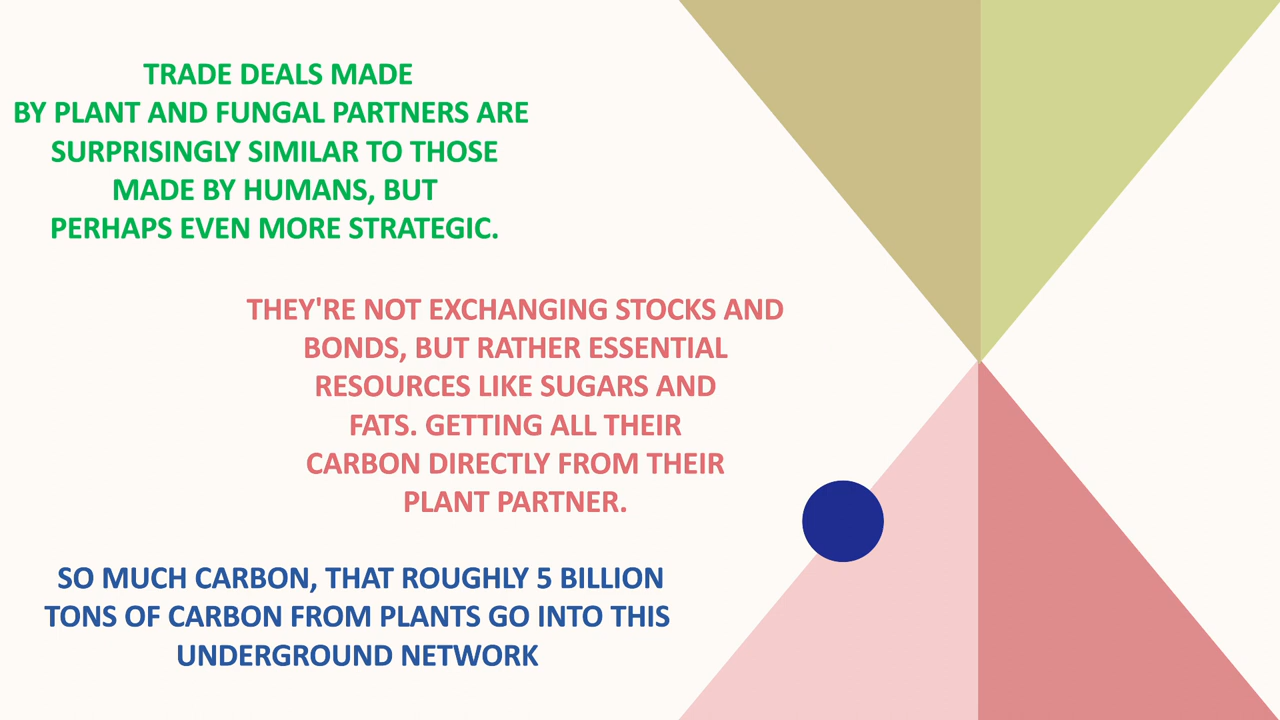 TRADE DEALS MADE
BY PLANT AND FUNGAL PARTNERS ARE
SURPRISINGLY SIMILAR TO THOSE
MADE BY HUMANS, BUT
PERHAPS EVEN MORE STRATEGIC.
THEY'RE NOT EXCHANGING STOCKS AND
BONDS, BUT RATHER ESSENTIAL
RESOURCES LIKE SUGARS AND
FATS. GETTING ALL THEIR
CARBON DIRECTLY FROM THEIR
PLANT PARTNER.
SO MUCH CARBON, THAT ROUGHLY 5 BILLION
TONS OF CARBON FROM PLANTS GO INTO THIS
UNDERGROUND NETWORK